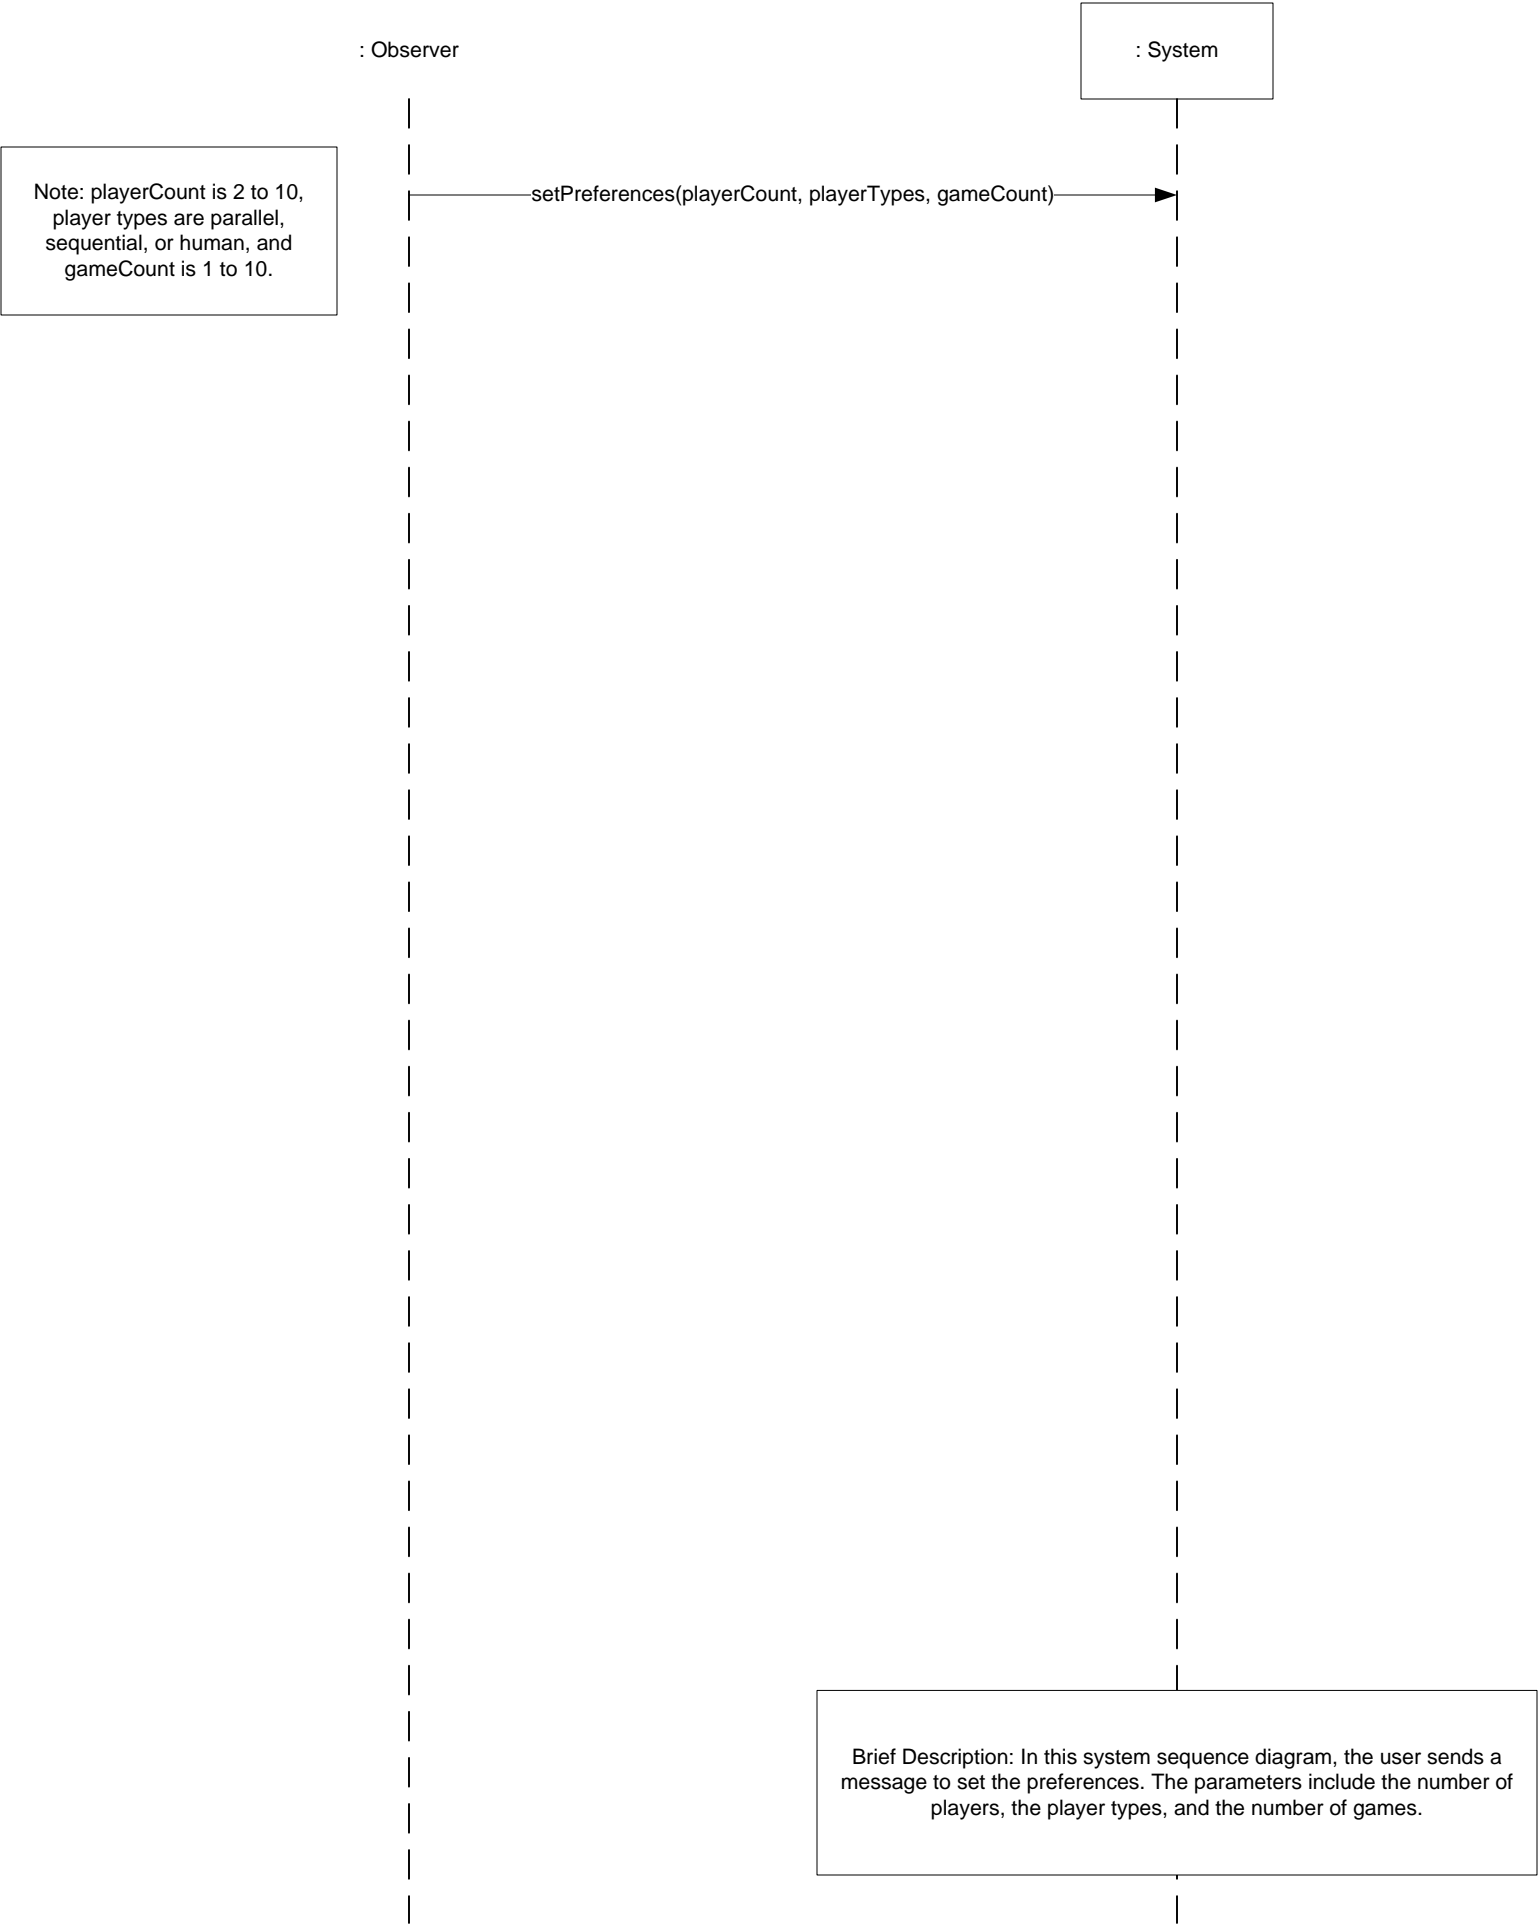 : Observer
: System
Note: playerCount is 2 to 10,
player types are parallel,
sequential, or human, and
gameCount is 1 to 10.
setPreferences(playerCount, playerTypes, gameCount)
Brief Description: In this system sequence diagram, the user sends a
message to set the preferences. The parameters include the number of
players, the player types, and the number of games.